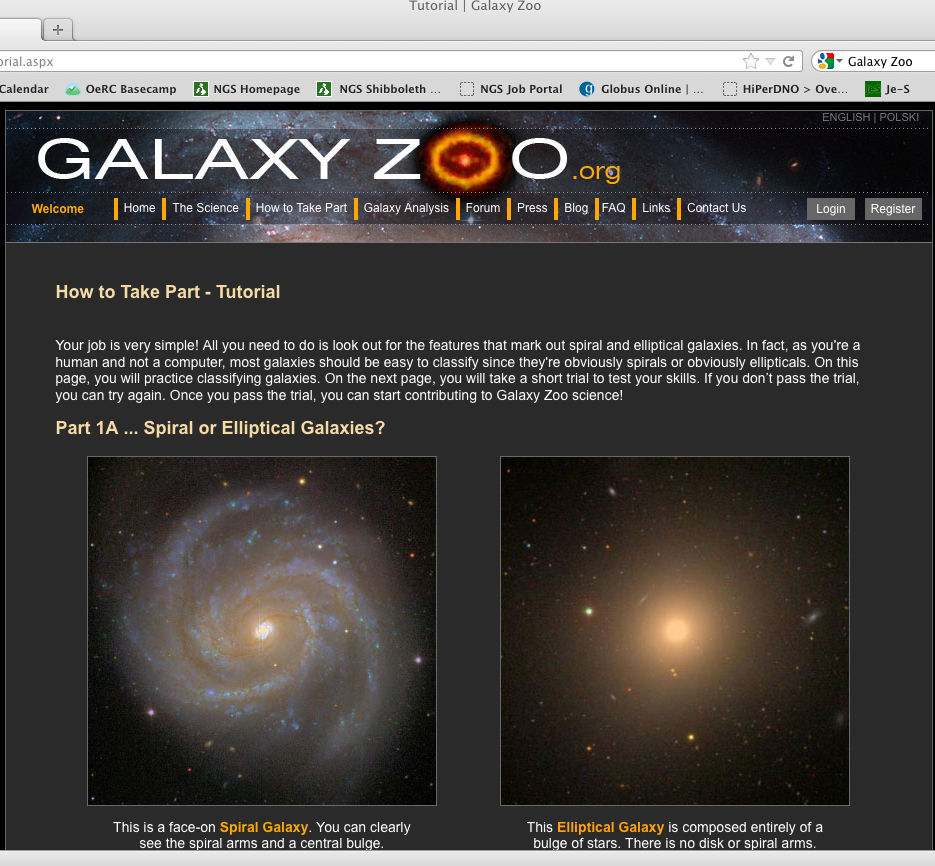 Tutorial | Galaxy Zoo
rial.aspx
Galaxy Zoo
Calendar OeRC Basecamp NGS Homepage NGS Shibboleth ... NGS Job Portal Globus Online | ... HiPerDNO > Ove... Je-S
ENGLISH | POLSKI
GALAXY ZOO.org
Welcome Home The Science How to Take Part Galaxy Analysis Forum Press Blog FAQ Links Contact Us Login Register
How to Take Part - Tutorial
Your job is very simple! All you need to do is look out for the features that mark out spiral and elliptical galaxies. In fact, as you're a
human and not a computer, most galaxies should be easy to classify since they're obviously spirals or obviously ellipticals. On this
page, you will practice classifying galaxies. On the next page, you will take a short trial to test your skills. If you don't pass the trial,
you can try again. Once you pass the trial, you can start contributing to Galaxy Zoo science!
Part 1A ... Spiral or Elliptical Galaxies?
This is a face-on Spiral Galaxy. You can clearly
see the spiral arms and a central bulge.
This Elliptical Galaxy is composed entirely of a
bulge of stars. There is no disk or spiral arms.